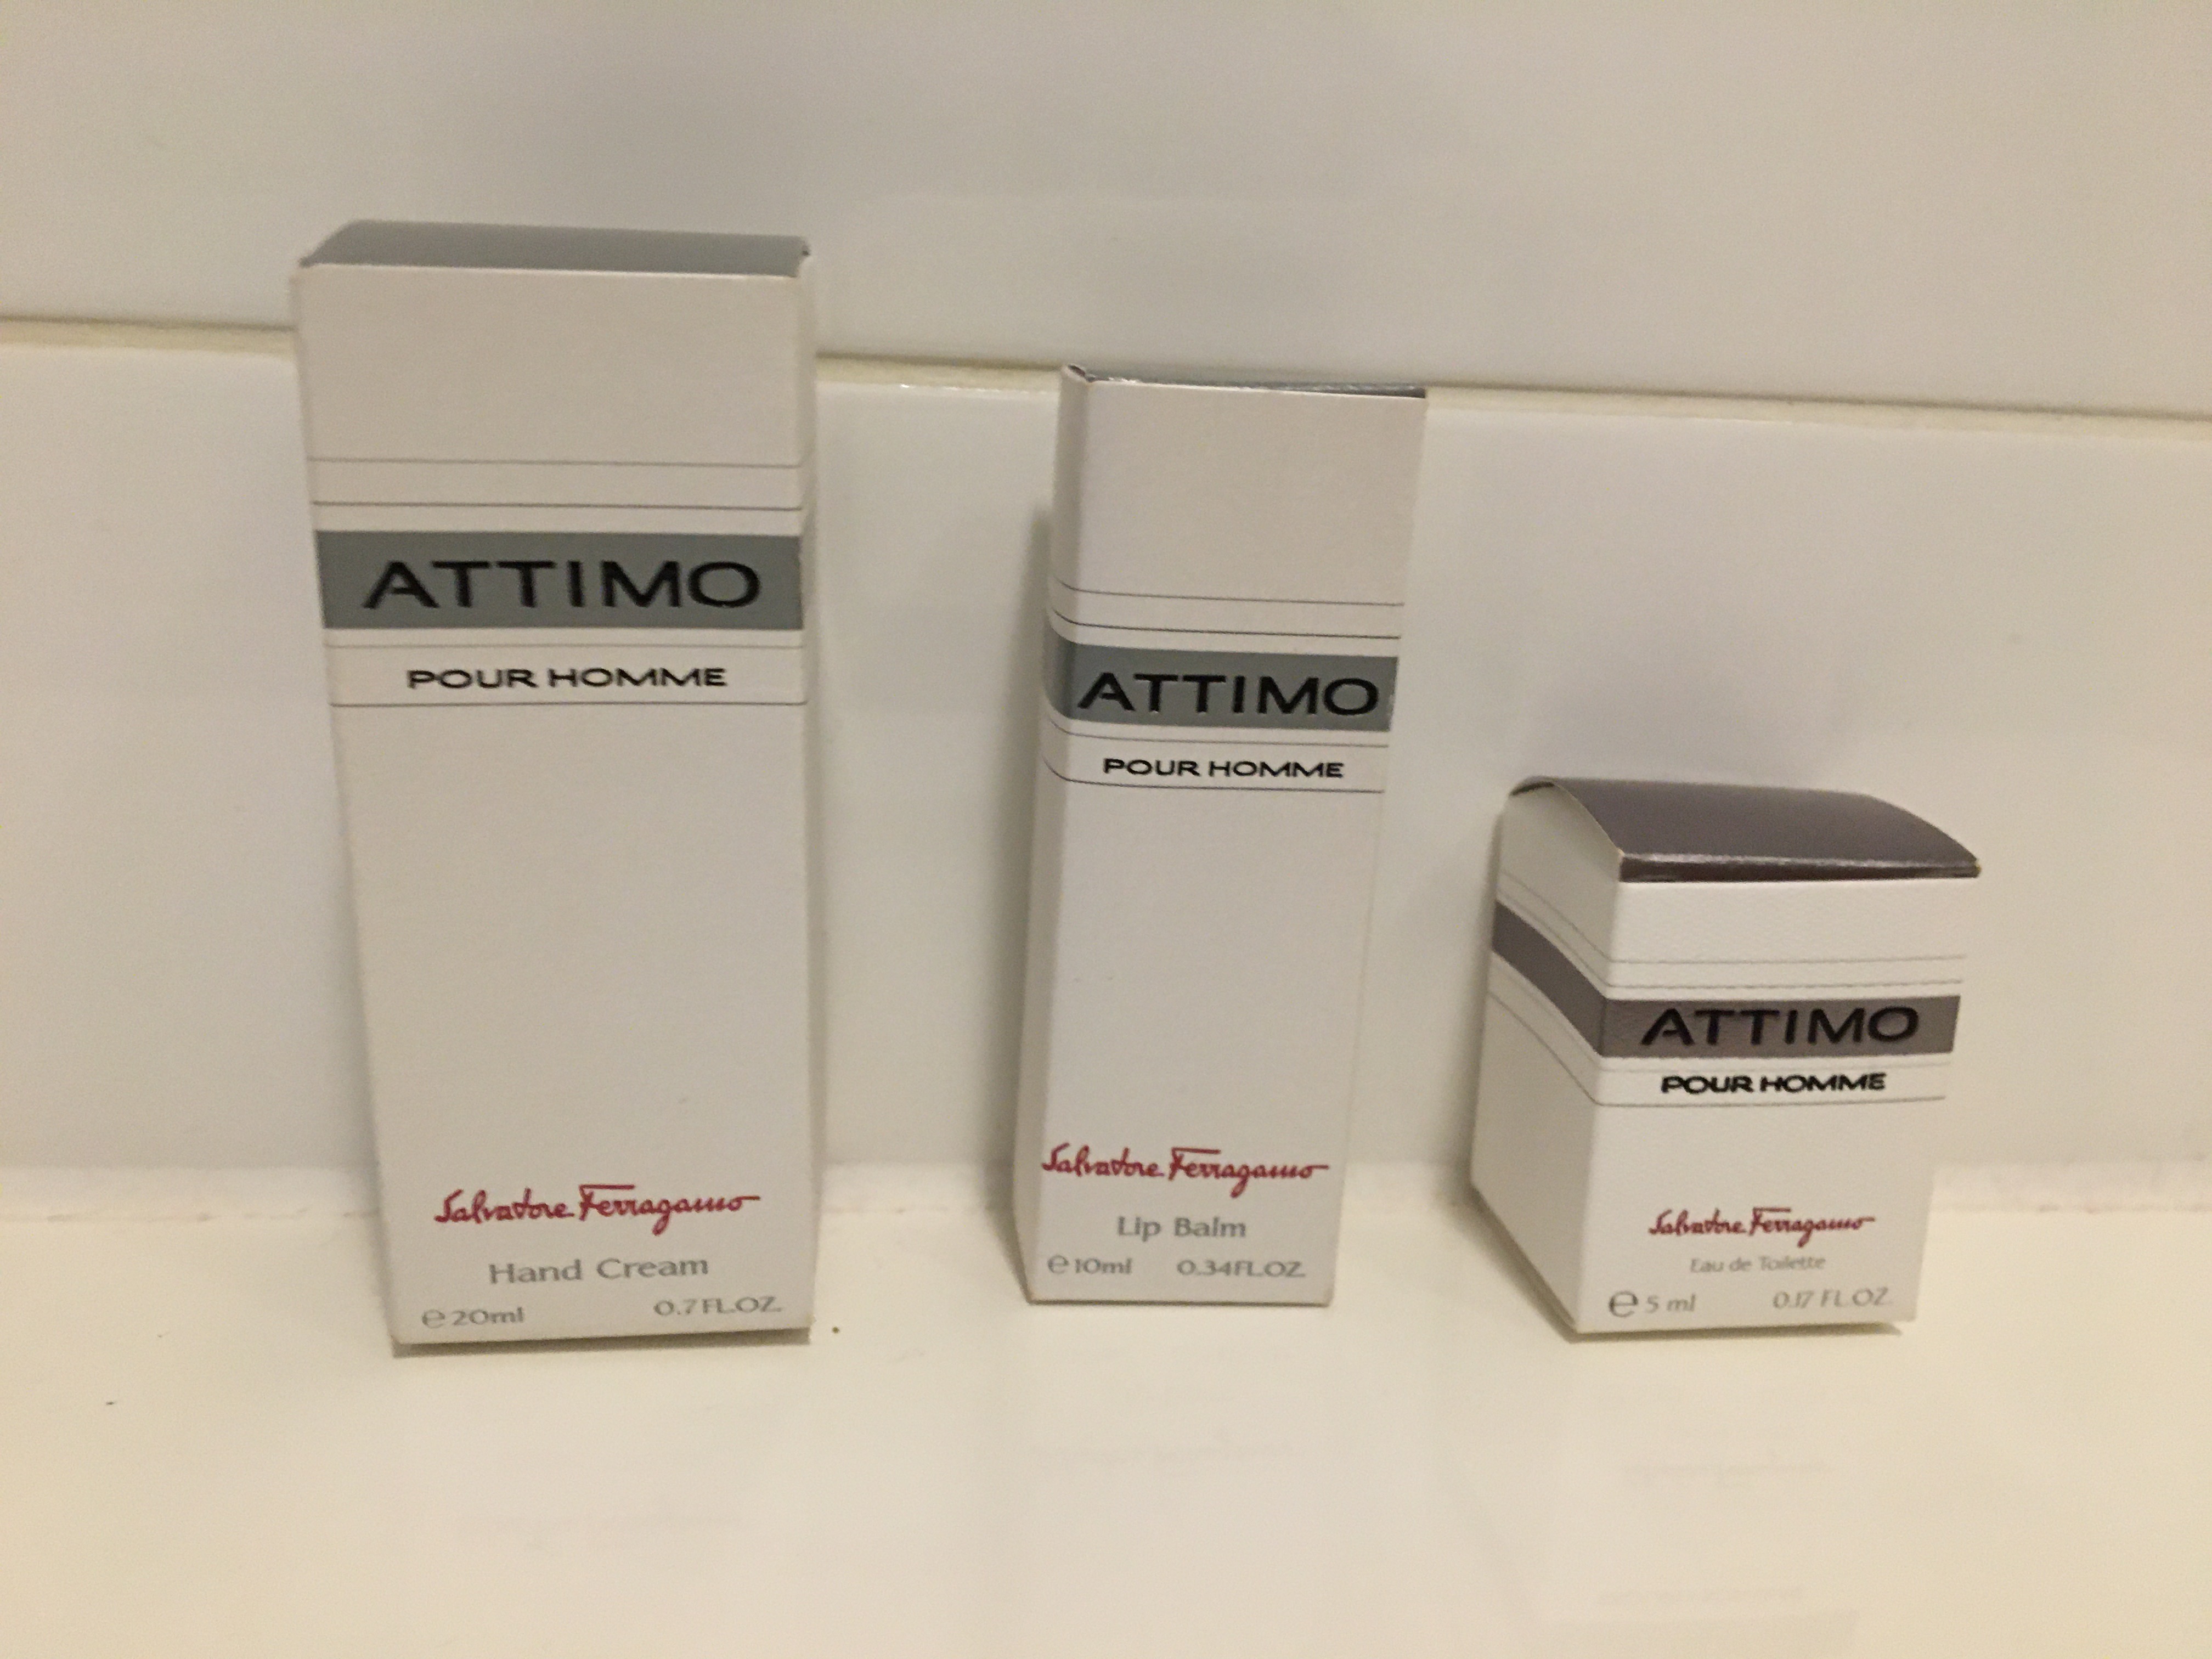 ATTIMO
POUR HOMME
Salvatore Ferragamo
Hand Cream
℮20ml 0.7FL.OZ.
ATTIMO
POUR HOMME
Salvatore Ferragamo
Lip Balm
℮10ml 0.34FL.OZ.
ATTIMO
POUR HOMME
Salvatore Ferragamo
Eau de Toilette
℮5 ml 0.17 FL.OZ.